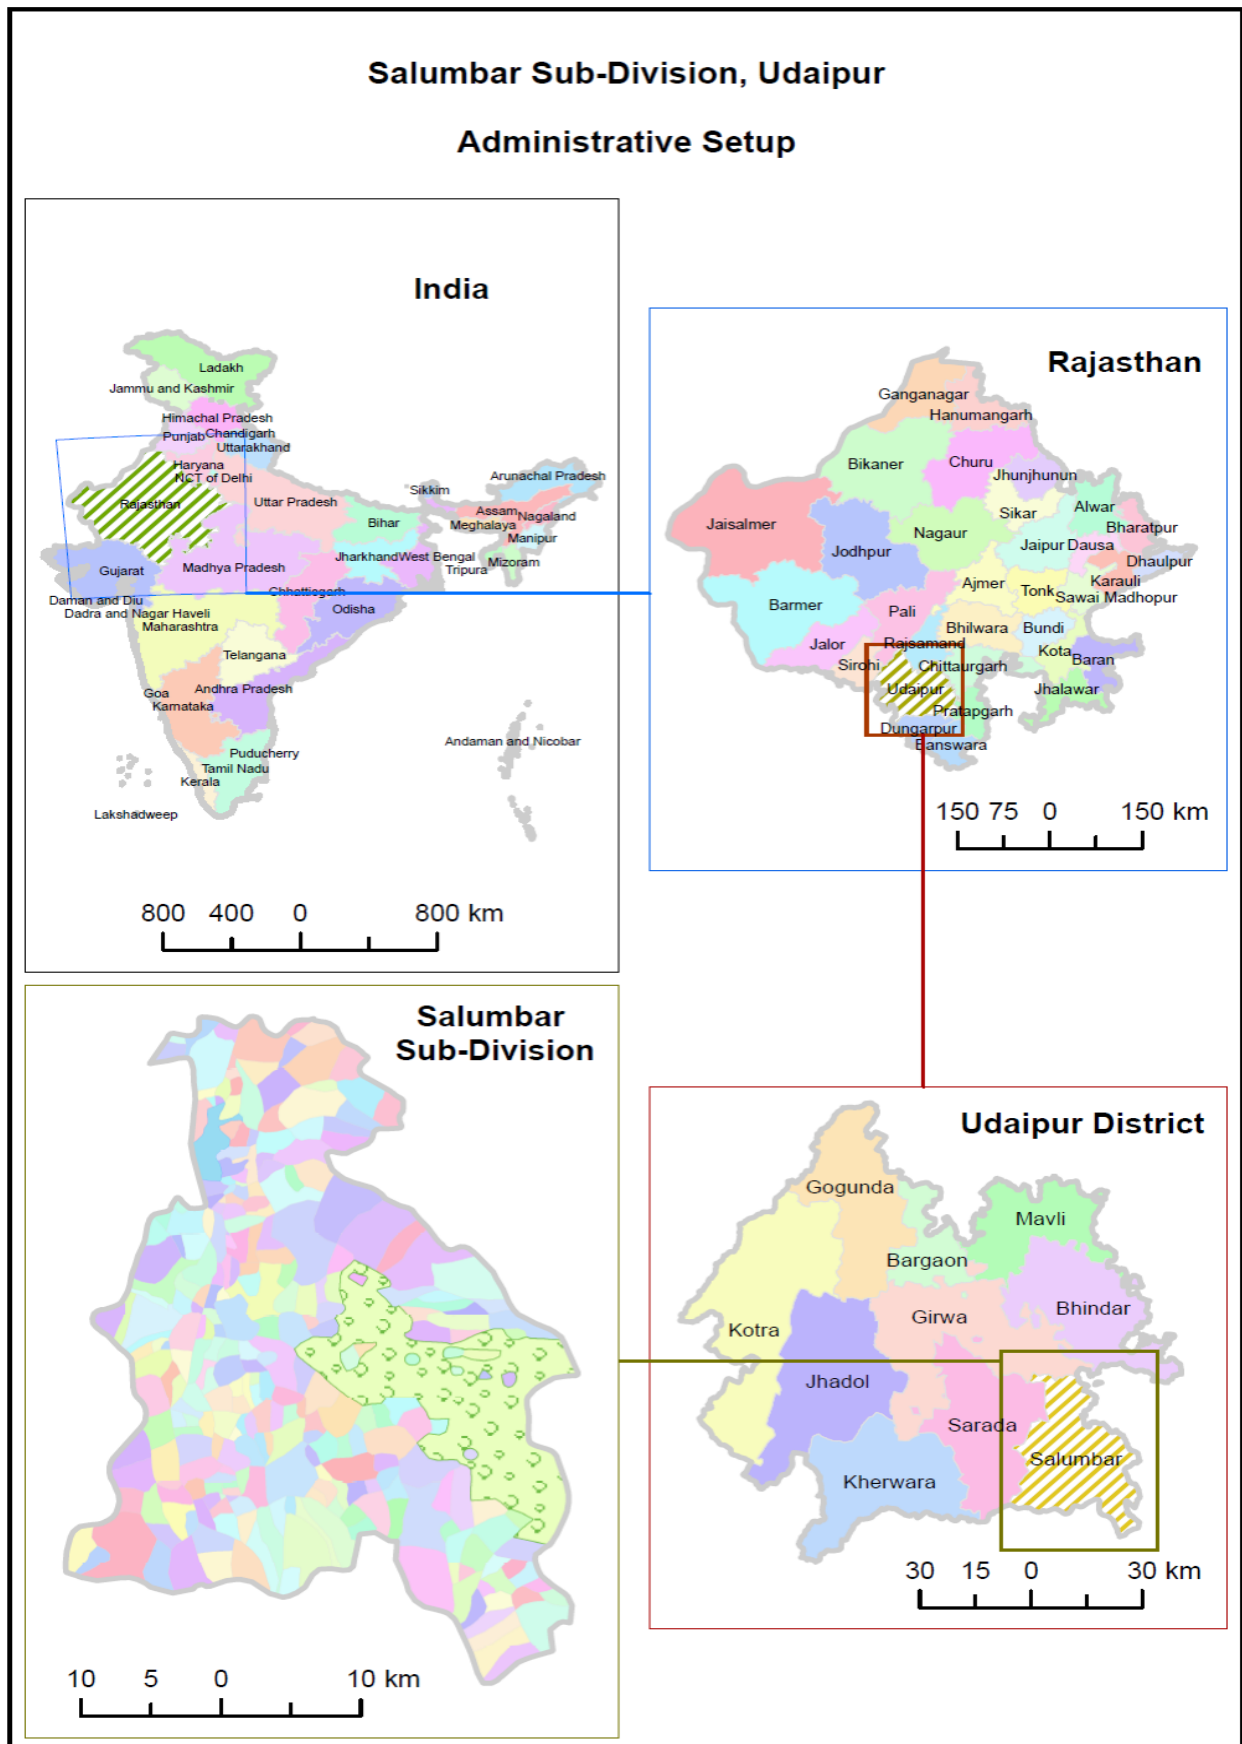 Salumbar Sub-Division, Udaipur
Administrative Setup
India
Ladakh
Jammu and Kashmir
Himachal Pradesh
Punjab
Chandigarh
Uttarakhand
Haryana
NCT of Delhi
Rajasthan
Uttar Pradesh
Sikkim
Arunachal Pradesh
Assam
Nagaland
Meghalaya
Manipur
Bihar
Jharkhand
West Bengal
Tripura
Mizoram
Gujarat
Madhya Pradesh
Chhattisgarh
Daman and Diu
Dadra and Nagar Haveli
Maharashtra
Odisha
Telangana
Goa
Andhra Pradesh
Karnataka
Puducherry
Tamil Nadu
Kerala
Andaman and Nicobar
Lakshadweep
800 400 0 800 km
Rajasthan
Ganganagar
Hanumangarh
Bikaner
Churu
Jhunjhunun
Sikar
Alwar
Jaisalmer
Jodhpur
Nagaur
Jaipur
Dausa
Bharatpur
Dhaulpur
Karauli
Sawai Madhopur
Barmer
Pali
Ajmer
Tonk
Jalor
Rajsamand
Bhilwara
Bundi
Sirohi
Chittaurgarh
Kota
Baran
Udaipur
Jhalawar
Pratapgarh
Dungarpur
Banswara
150 75 0 150 km
Salumbar
Sub-Division
10 5 0 10 km
Udaipur District
Gogunda
Mavli
Bargaon
Bhindar
Girwa
Kotra
Jhadol
Sarada
Salumbar
Kherwara
30 15 0 30 km